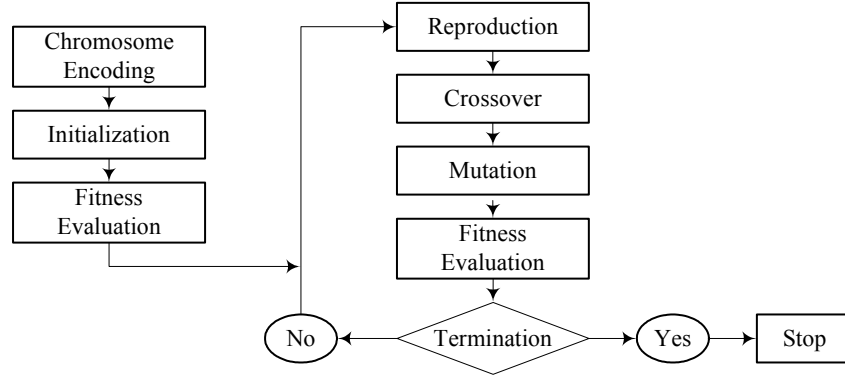 Chromosome
Encoding
Initialization
Fitness
Evaluation
Reproduction
Crossover
Mutation
Fitness
Evaluation
Termination
No
Yes
Stop